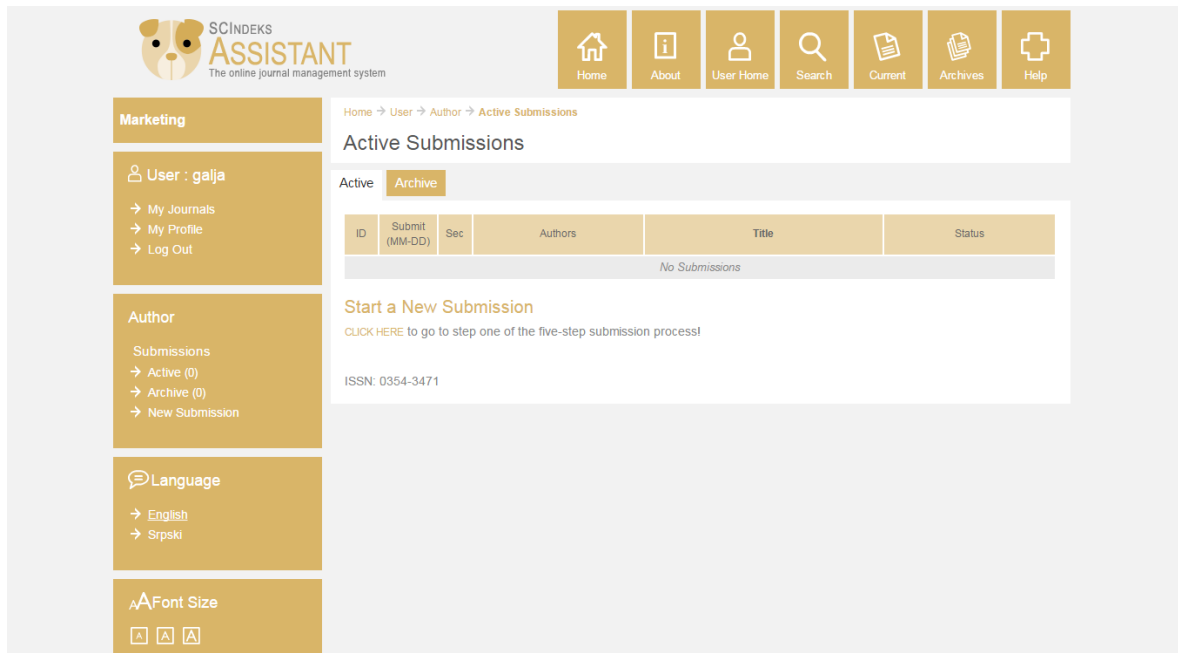 SCINDEKS
ASSISTANT
The online journal management system
Home
About
User Home
Search
Current
Archives
Help
Marketing
User : galja
My Journals
My Profile
Log Out
Author
Submissions
Active (0)
Archive (0)
New Submission
Language
English
Srpski
AAFont Size
A A A
Home → User → Author → Active Submissions
Active Submissions
Active Archive
ID Submit (MM-DD) Sec Authors Title Status
No Submissions
Start a New Submission
CLICK HERE to go to step one of the five-step submission process!
ISSN: 0354-3471